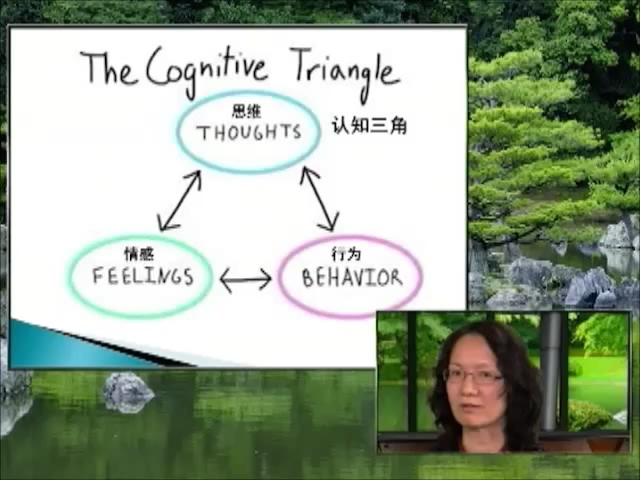 The Cognitive Triangle
思维
THOUGHTS
认知三角
情感
FEELINGS
行为
BEHAVIOR